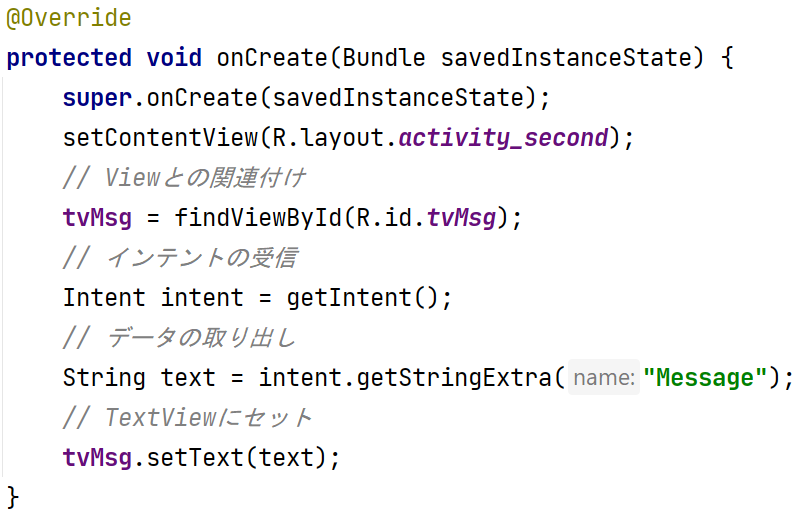 @Override
protected void onCreate(Bundle savedInstanceState) {
    super.onCreate(savedInstanceState);
    setContentView(R.layout.activity_second);
    // Viewとの関連付け
    tvMsg = findViewById(R.id.tvMsg);
    // インテントの受信
    Intent intent = getIntent();
    // データの取り出し
    String text = intent.getStringExtra( name: "Message");
    // TextViewにセット
    tvMsg.setText(text);
}